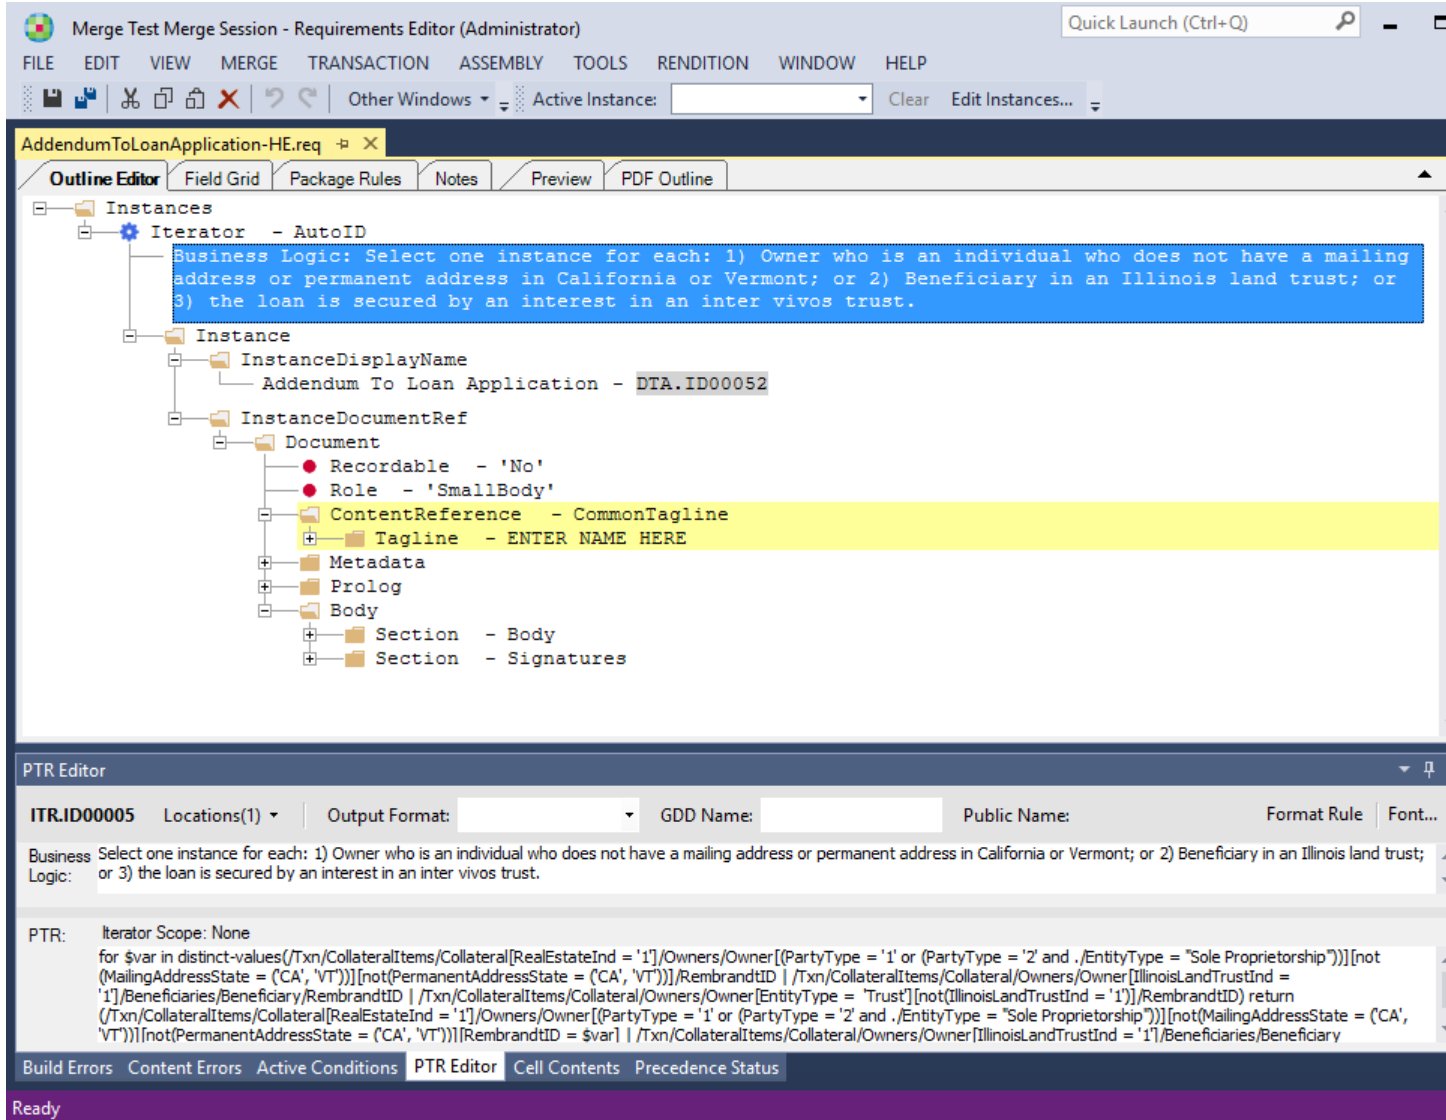 Merge Test Merge Session - Requirements Editor (Administrator)
Quick Launch (Ctrl+Q)
FILE EDIT VIEW MERGE TRANSACTION ASSEMBLY TOOLS RENDITION WINDOW HELP
Other Windows Active Instance: Clear Edit Instances...
AddendumToLoanApplication-HE.req
Outline Editor Field Grid Package Rules Notes Preview PDF Outline
Instances
Iterator - AutoID
Business Logic: Select one instance for each: 1) Owner who is an individual who does not have a mailing
address or permanent address in California or Vermont; or 2) Beneficiary in an Illinois land trust; or
3) the loan is secured by an interest in an inter vivos trust.
Instance
InstanceDisplayName
Addendum To Loan Application - DTA.ID00052
InstanceDocumentRef
Document
Recordable - 'No'
Role - 'SmallBody'
ContentReference - CommonTagline
Tagline - ENTER NAME HERE
Metadata
Prolog
Body
Section - Body
Section - Signatures
PTR Editor
ITR.ID00005 Locations(1) Output Format: GDD Name: Public Name: Format Rule Font...
Business Logic: Select one instance for each: 1) Owner who is an individual who does not have a mailing address or permanent address in California or Vermont; or 2) Beneficiary in an Illinois land trust;
or 3) the loan is secured by an interest in an inter vivos trust.
PTR: Iterator Scope: None
for $var in distinct-values(/Txn/CollateralItems/Collateral[RealEstateInd = '1']/Owners/Owner[(PartyType = '1' or (PartyType = '2' and ./EntityType = "Sole Proprietorship"))][not
(MailingAddressState = ('CA', 'VT'))][not(PermanentAddressState = ('CA', 'VT'))]/RembrandtID | /Txn/CollateralItems/Collateral/Owners/Owner[IllinoisLandTrustInd =
'1']/Beneficiaries/Beneficiary/RembrandtID | /Txn/CollateralItems/Collateral/Owners/Owner[EntityType = 'Trust'][not(IllinoisLandTrustInd = '1')]/RembrandtID) return
(/Txn/CollateralItems/Collateral[RealEstateInd = '1']/Owners/Owner[(PartyType = '1' or (PartyType = '2' and ./EntityType = "Sole Proprietorship"))][not(MailingAddressState = ('CA',
'VT'))][not(PermanentAddressState = ('CA', 'VT'))][RembrandtID = $var] | /Txn/CollateralItems/Collateral/Owners/Owner[IllinoisLandTrustInd = '1']/Beneficiaries/Beneficiary
Build Errors Content Errors Active Conditions PTR Editor Cell Contents Precedence Status
Ready